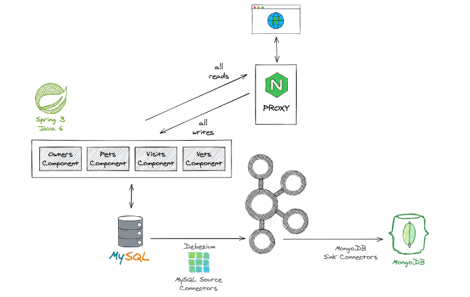 all
reads
N
PROXY
all
writes
Spring 3
Java 6
Owners
Component
Pets
Component
Visits
Component
Vets
Component
MySQL
Debezium
MySQL Source
Connectors
MongoDB
Sink Connectors
MongoDB